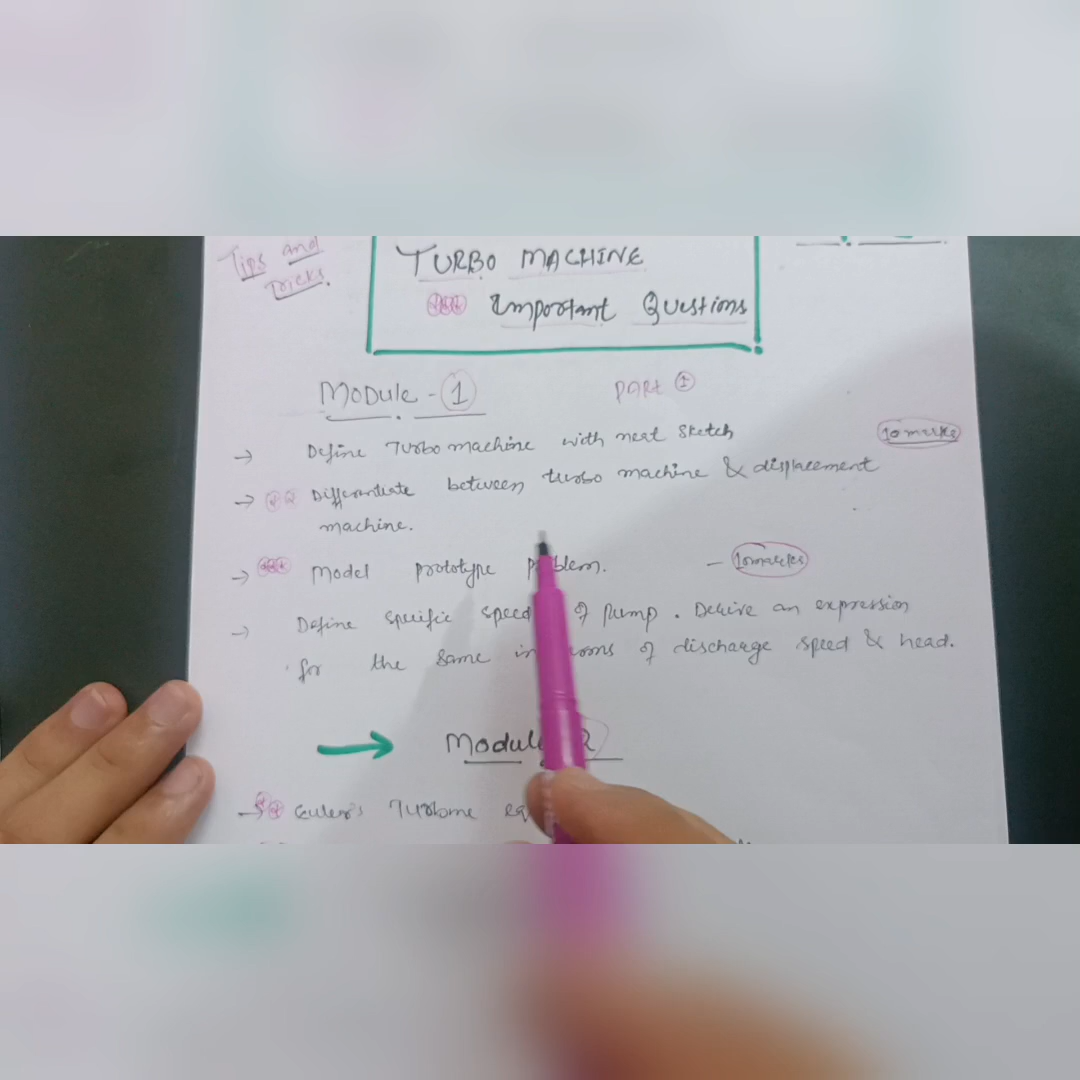 Tips and
Tricks.
TURBO MACHINE
Important Questions
Module - 1
PART 1
→ Define Turbo machine with neat sketch
10 marks
→ Differentiate between turbo machine & displacement
machine.
→ Model prototype problem. - 10 marks
→ Define specific speed of pump. Derive an expression
for the same in of discharge speed & head.
→ Module 2
→ Euler's Turbine